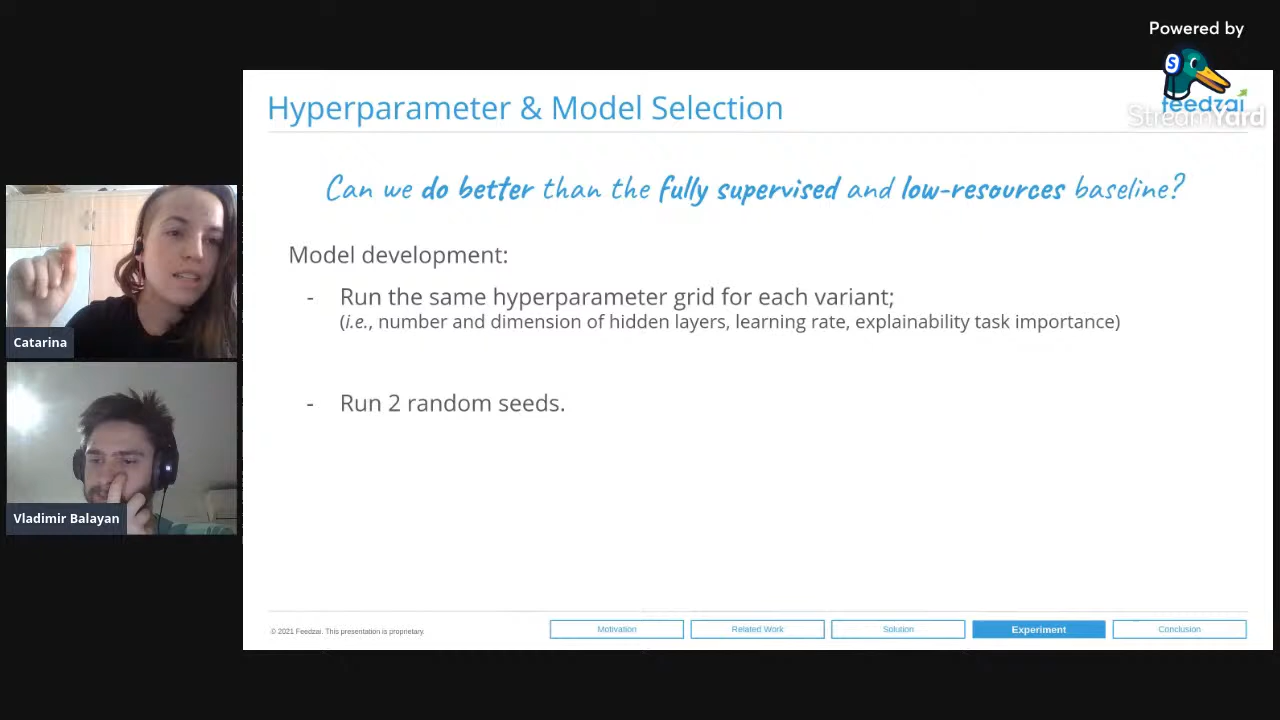 Powered by
S
feedzai
StreamYard
Hyperparameter & Model Selection
Can we do better than the fully supervised and low-resources baseline?
Model development:
- Run the same hyperparameter grid for each variant;
(i.e., number and dimension of hidden layers, learning rate, explainability task importance)
- Run 2 random seeds.
Catarina
Vladimir Balayan
© 2021 Feedzai. This presentation is proprietary.
Motivation
Related Work
Solution
Experiment
Conclusion